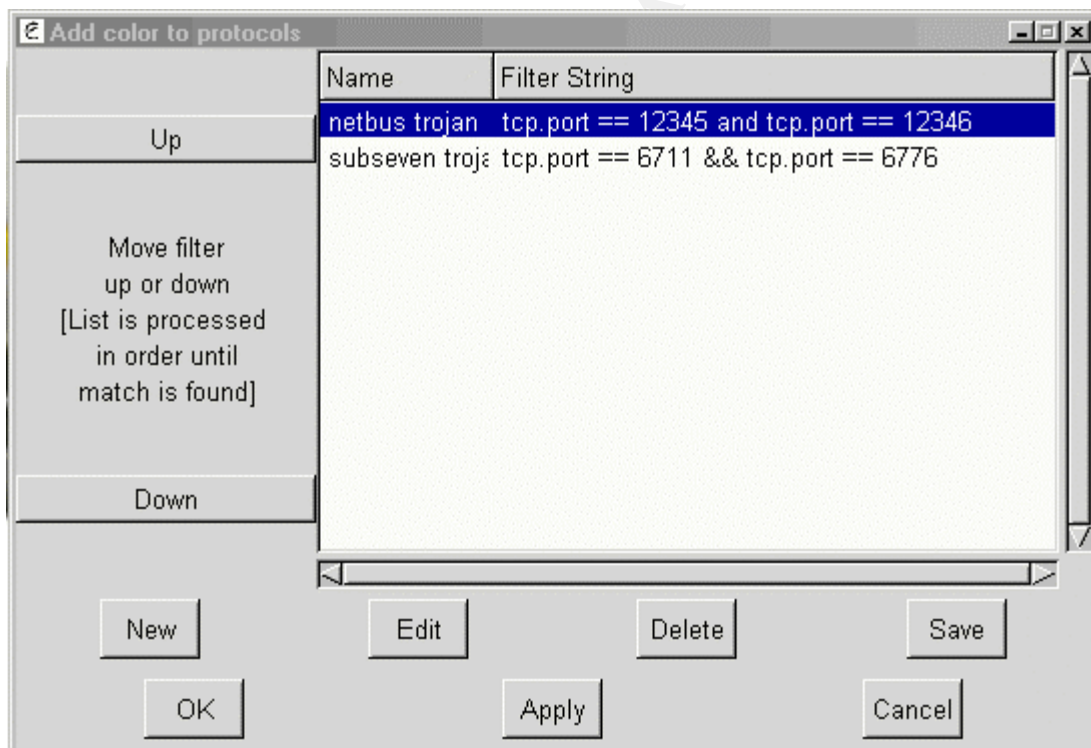 Add color to protocols
Name Filter String
Up
netbus trojan tcp.port == 12345 and tcp.port == 12346
subseven troja tcp.port == 6711 && tcp.port == 6776
Move filter
up or down
[List is processed
in order until
match is found]
Down
New Edit Delete Save
OK Apply Cancel